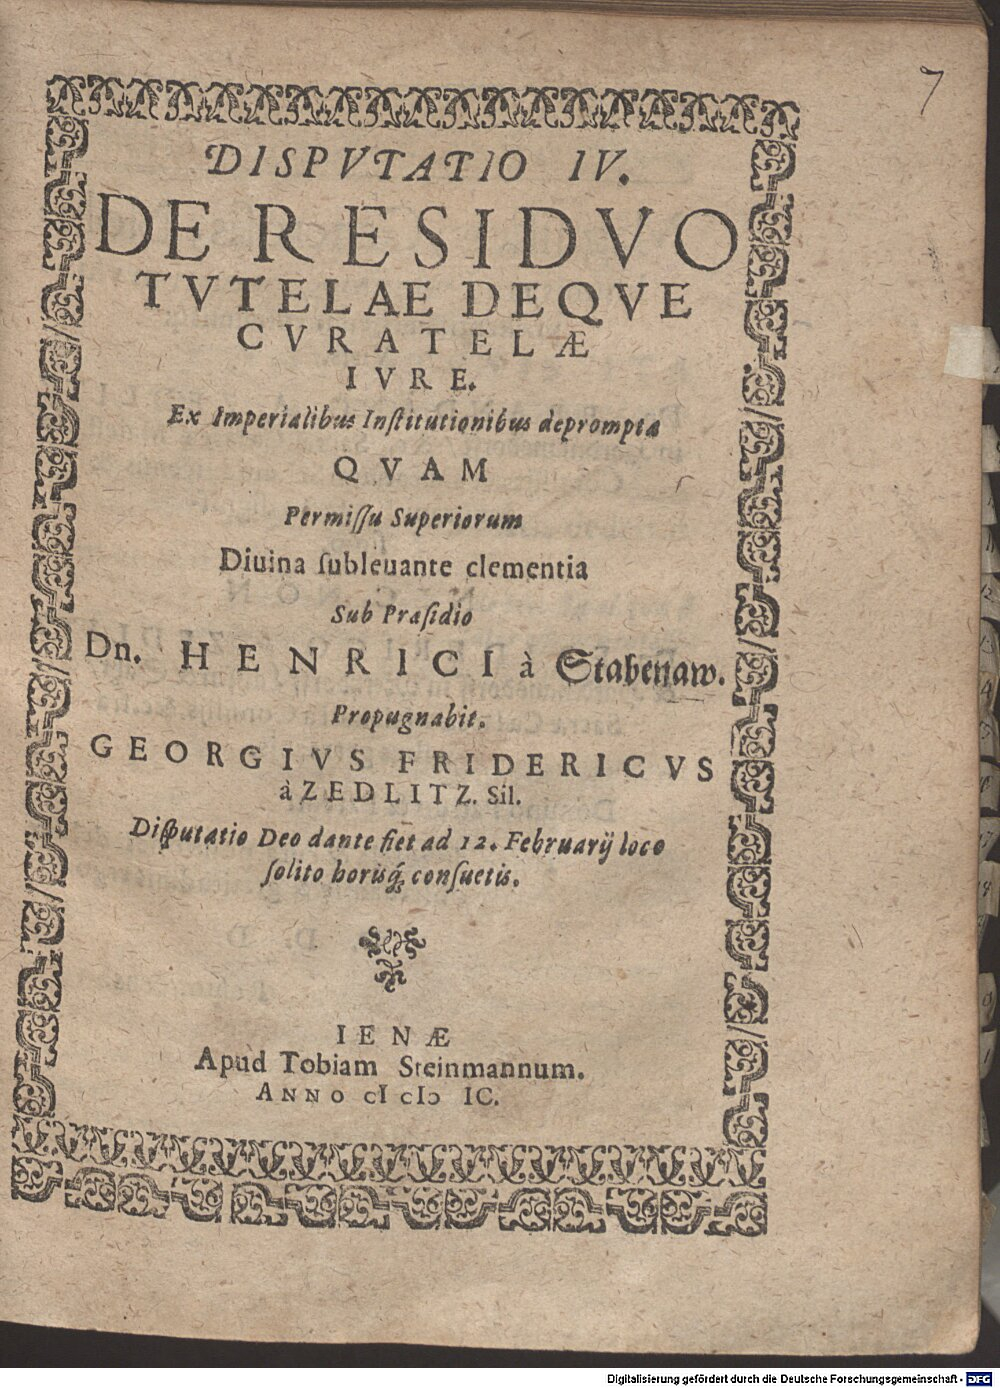 7
DISPVTATIO IV.
DE RESIDVO
TVTELAE DEQVE
CVRATELÆ
IVRE.
Ex Imperialibus Inſtitutionibus deprompta
QVAM
Permiſſu Superiorum
Diuina ſubleuante clementia
Sub Præſidio
Dn. HENRICI à Stabenaw.
Propugnabit.
GEORGIVS FRIDERICVS
à ZEDLITZ. Sil.
Diſputatio Deo dante fiet ad 12. Februarij loco
ſolito horisq́; conſuetis.
IENÆ
Apud Tobiam Steinmannum.
ANNO cI cIↄ IC.
Digitalisierung gefördert durch die Deutsche Forschungsgemeinschaft - DFG